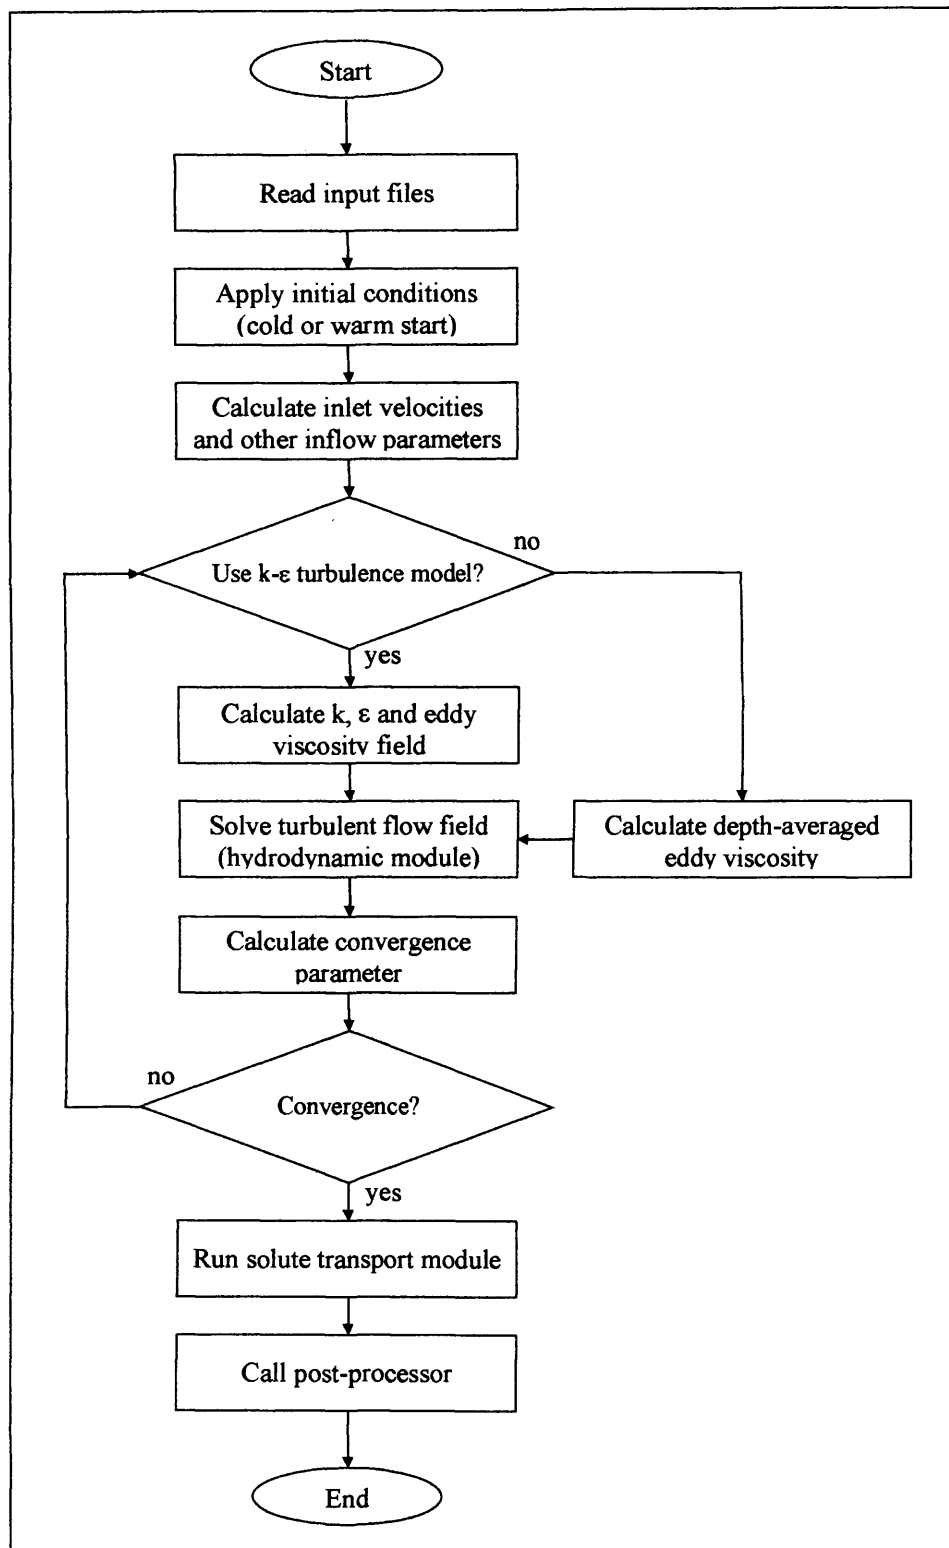 Start
Read input files
Apply initial conditions
(cold or warm start)
Calculate inlet velocities
and other inflow parameters
Use k-ε turbulence model?
no
yes
Calculate k, ε and eddy
viscosity field
Solve turbulent flow field
(hydrodynamic module)
Calculate depth-averaged
eddy viscosity
Calculate convergence
parameter
no
Convergence?
yes
Run solute transport module
Call post-processor
End